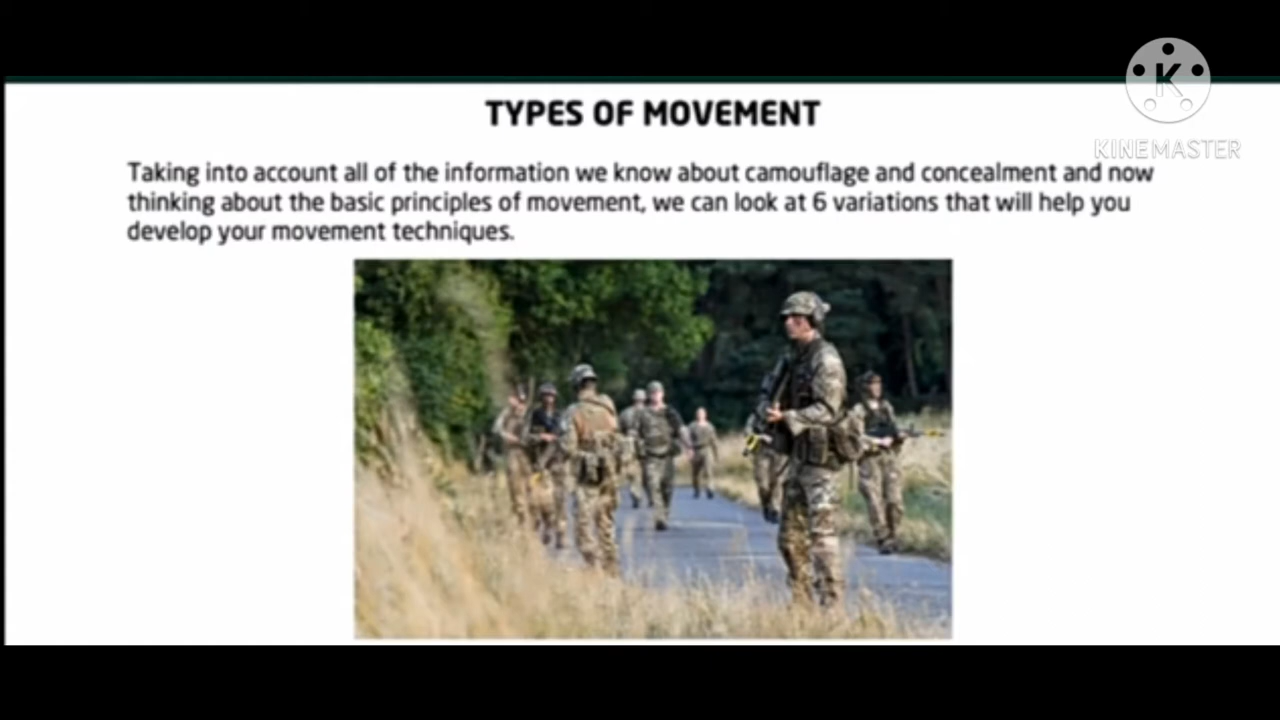 TYPES OF MOVEMENT
KINEMASTER
Taking into account all of the information we know about camouflage and concealment and now
thinking about the basic principles of movement, we can look at 6 variations that will help you
develop your movement techniques.